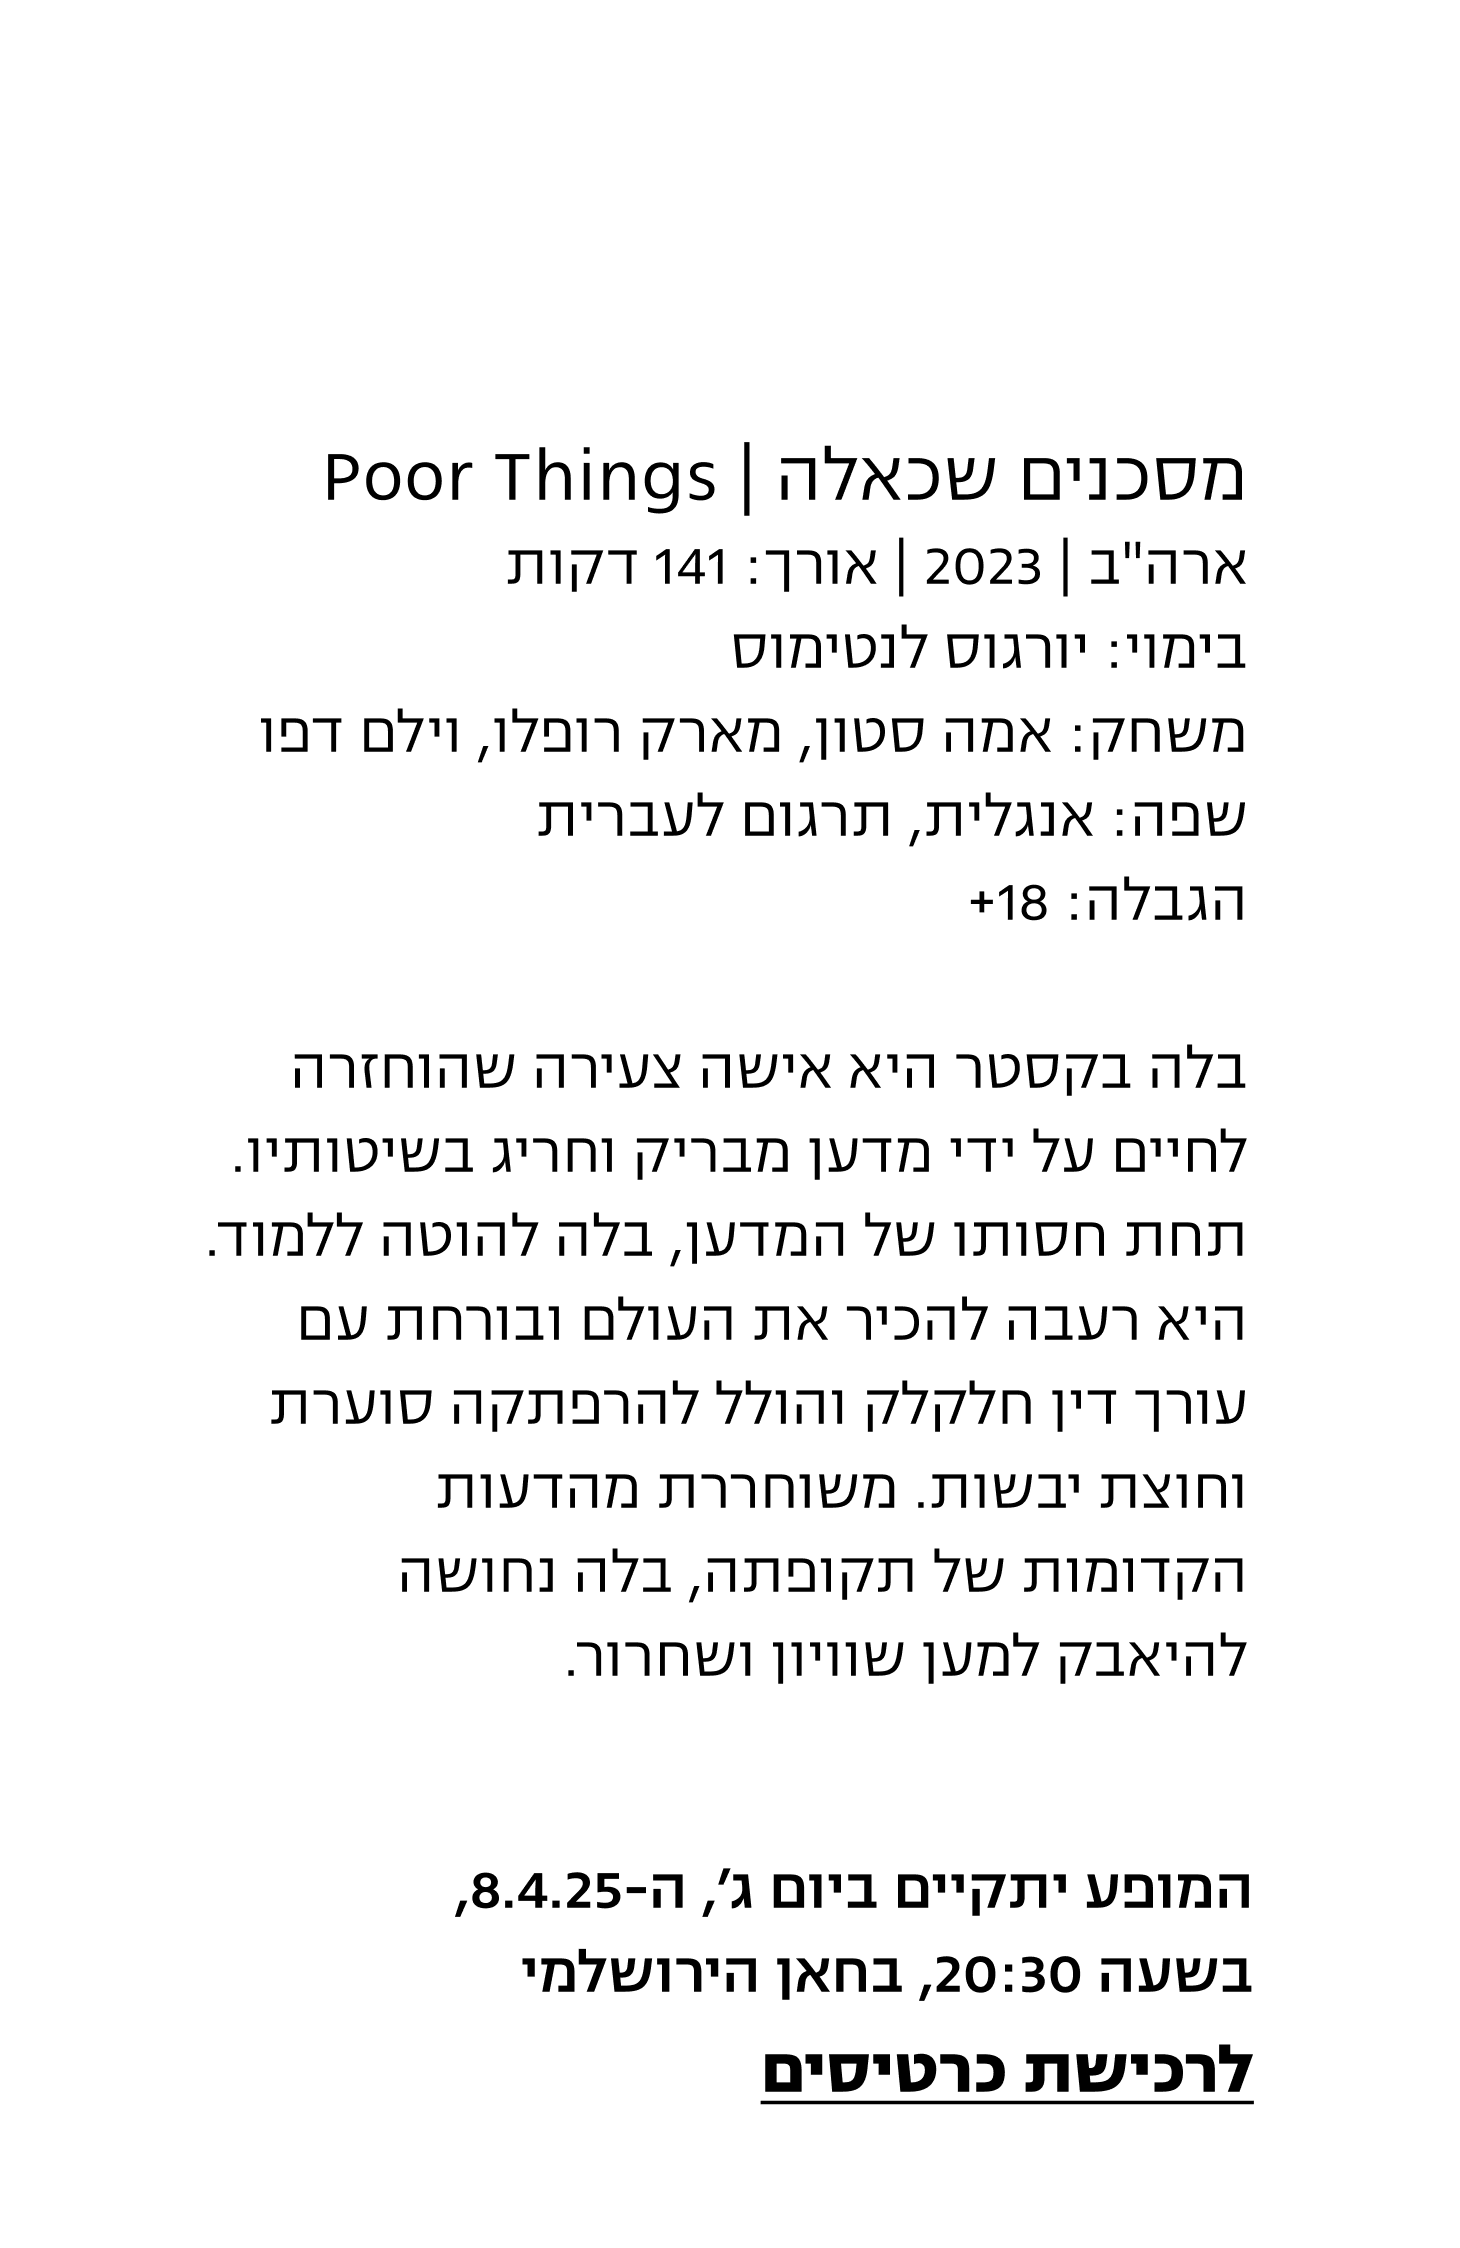 מסכנים שכאלה | Poor Things
ארה"ב | 2023 | אורך: 141 דקות
בימוי: יורגוס לנטימוס
משחק: אמה סטון, מארק רופלו, וילם דפו
שפה: אנגלית, תרגום לעברית
הגבלה: 18+
בלה בקסטר היא אישה צעירה שהוחזרה
לחיים על ידי מדען מבריק וחריג בשיטותיו.
תחת חסותו של המדען, בלה להוטה ללמוד.
היא רעבה להכיר את העולם ובורחת עם
עורך דין חלקלק והולל להרפתקה סוערת
וחוצת יבשות. משוחררת מהדעות
הקדומות של תקופתה, בלה נחושה
להיאבק למען שוויון ושחרור.
המופע יתקיים ביום ג׳, ה-8.4.25,
בשעה 20:30, בחאן הירושלמי
לרכישת כרטיסים